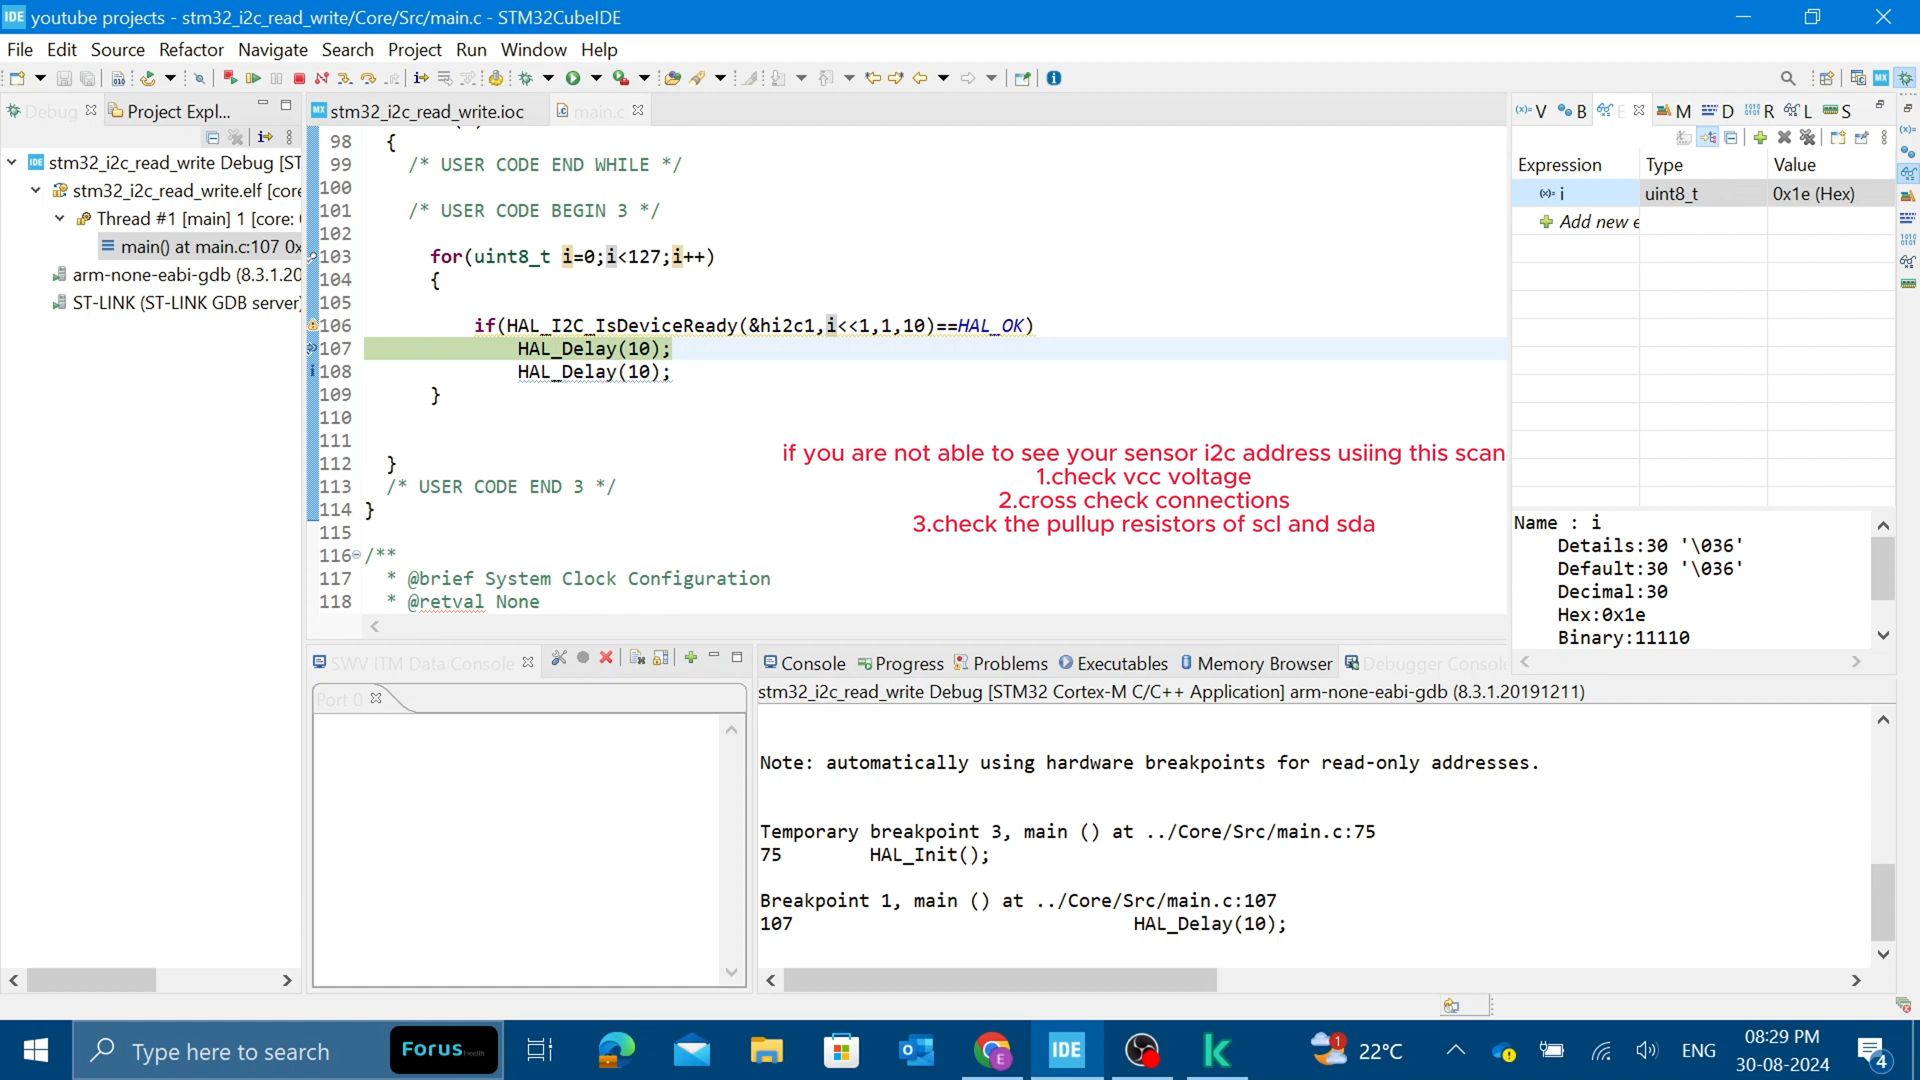 IDE youtube projects - stm32_i2c_read_write/Core/Src/main.c - STM32CubeIDE
File Edit Source Refactor Navigate Search Project Run Window Help
Debug Project Expl...
stm32_i2c_read_write.ioc main.c
V B E M D R L S
stm32_i2c_read_write Debug [ST
stm32_i2c_read_write.elf [core
Thread #1 [main] 1 [core:
main() at main.c:107 0x
arm-none-eabi-gdb (8.3.1.20
ST-LINK (ST-LINK GDB server)
98 {
99 /* USER CODE END WHILE */
100
101 /* USER CODE BEGIN 3 */
102
103 for(uint8_t i=0;i<127;i++)
104 {
105
106 if(HAL_I2C_IsDeviceReady(&hi2c1,i<<1,1,10)==HAL_OK)
107 HAL_Delay(10);
108 HAL_Delay(10);
109 }
110
111
112 }
113 /* USER CODE END 3 */
114 }
115
116 /**
117 * @brief System Clock Configuration
118 * @retval None
if you are not able to see your sensor i2c address usiing this scan
1.check vcc voltage
2.cross check connections
3.check the pullup resistors of scl and sda
Expression Type Value
(x)= i uint8_t 0x1e (Hex)
Add new e
Name : i
Details:30 '\036'
Default:30 '\036'
Decimal:30
Hex:0x1e
Binary:11110
SWV ITM Data Console
Port 0
Console Progress Problems Executables Memory Browser Debugger Console
stm32_i2c_read_write Debug [STM32 Cortex-M C/C++ Application] arm-none-eabi-gdb (8.3.1.20191211)
Note: automatically using hardware breakpoints for read-only addresses.
Temporary breakpoint 3, main () at ../Core/Src/main.c:75
75 HAL_Init();
Breakpoint 1, main () at ../Core/Src/main.c:107
107 HAL_Delay(10);
Type here to search
Forus Health
IDE
1
22°C
ENG
08:29 PM
30-08-2024
4